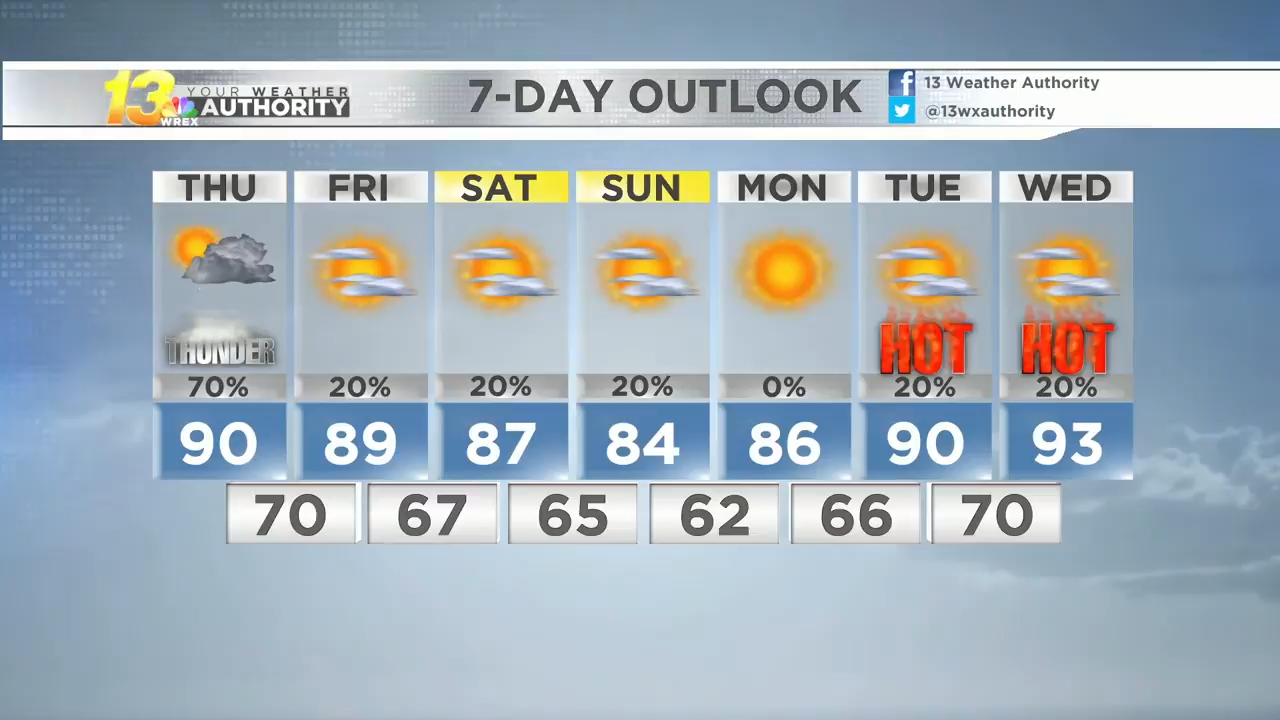 13 WREX YOUR WEATHER AUTHORITY
7-DAY OUTLOOK
13 Weather Authority
@13wxauthority
THU FRI SAT SUN MON TUE WED
THUNDER HOT HOT
70% 20% 20% 20% 0% 20% 20%
90 89 87 84 86 90 93
70 67 65 62 66 70